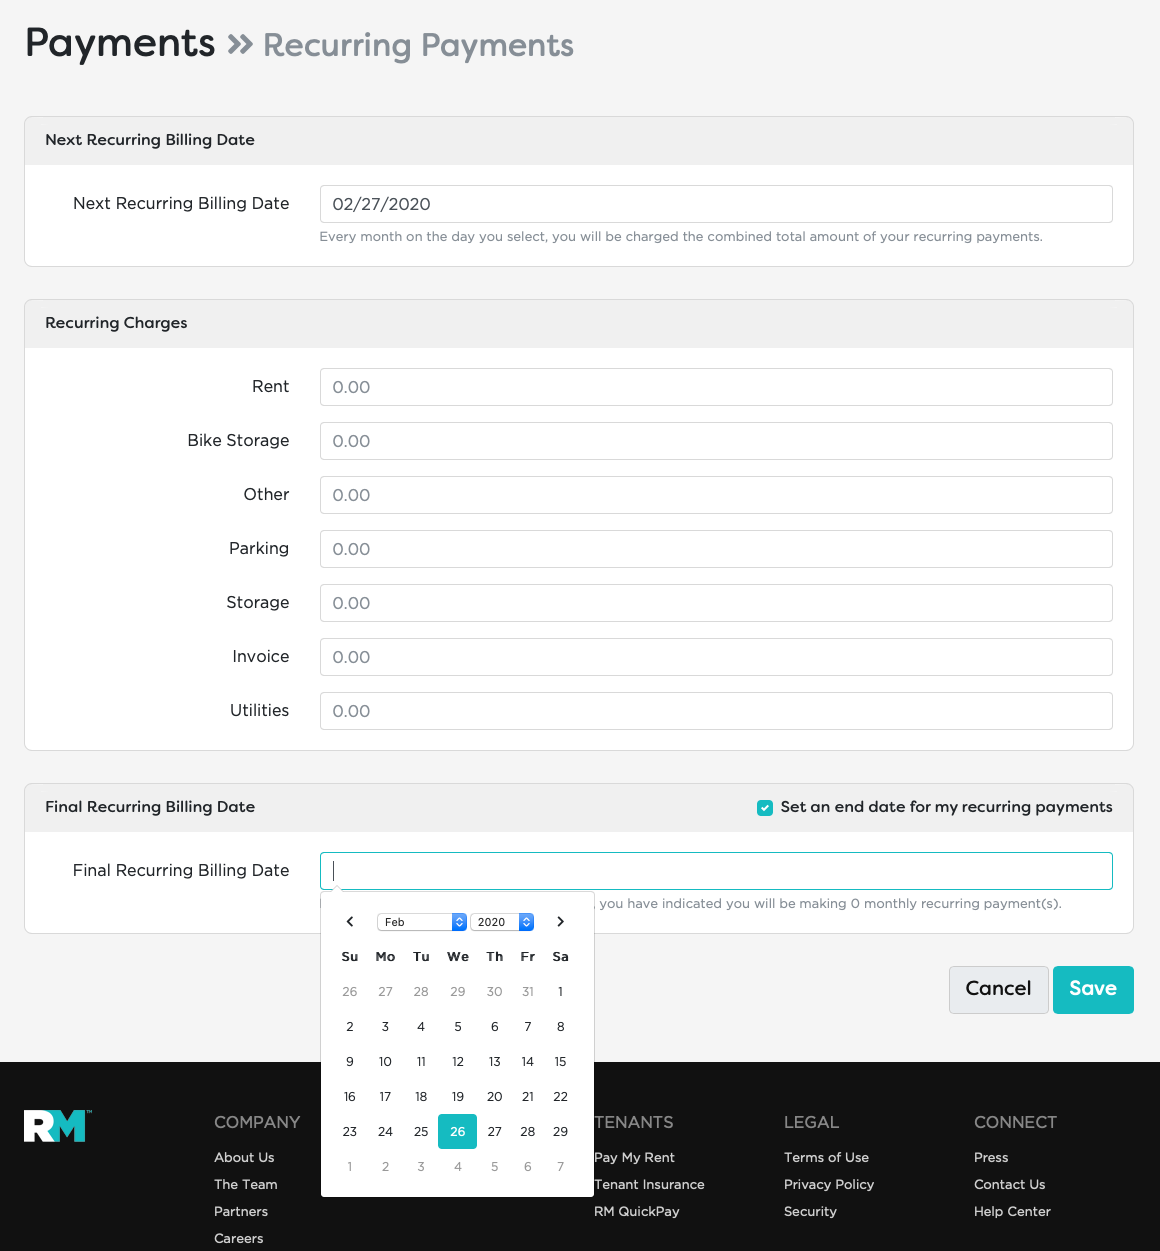 Payments » Recurring Payments
Next Recurring Billing Date
Next Recurring Billing Date 02/27/2020
Every month on the day you select, you will be charged the combined total amount of your recurring payments.
Recurring Charges
Rent 0.00
Bike Storage 0.00
Other 0.00
Parking 0.00
Storage 0.00
Invoice 0.00
Utilities 0.00
Final Recurring Billing Date Set an end date for my recurring payments
Final Recurring Billing Date
, you have indicated you will be making 0 monthly recurring payment(s).
Feb 2020
Su Mo Tu We Th Fr Sa
26 27 28 29 30 31 1
2 3 4 5 6 7 8
9 10 11 12 13 14 15
16 17 18 19 20 21 22
23 24 25 26 27 28 29
1 2 3 4 5 6 7
Cancel Save
RM™
COMPANY
About Us
The Team
Partners
Careers
TENANTS
Pay My Rent
Tenant Insurance
RM QuickPay
LEGAL
Terms of Use
Privacy Policy
Security
CONNECT
Press
Contact Us
Help Center